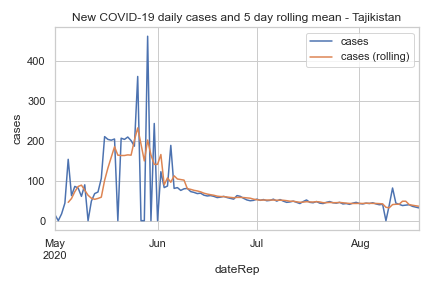 New COVID-19 daily cases and 5 day rolling mean - Tajikistan
cases
cases (rolling)
400
300
200
100
0
cases
May
2020
Jun
Jul
Aug
dateRep